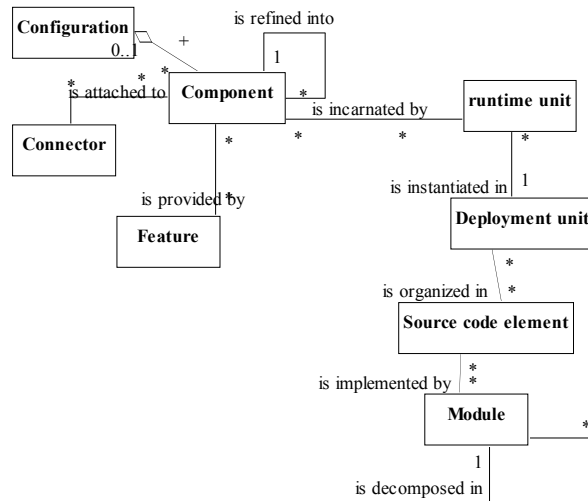 is refined into
Configuration
0..1
+
1
*
*
*
is attached to
Component
*
runtime unit
is incarnated by
*
*
*
*
Connector
1
is instantiated in
*
is provided by
Feature
Deployment unit
*
*
is organized in
Source code element
*
*
is implemented by
Module
*
1
is decomposed in